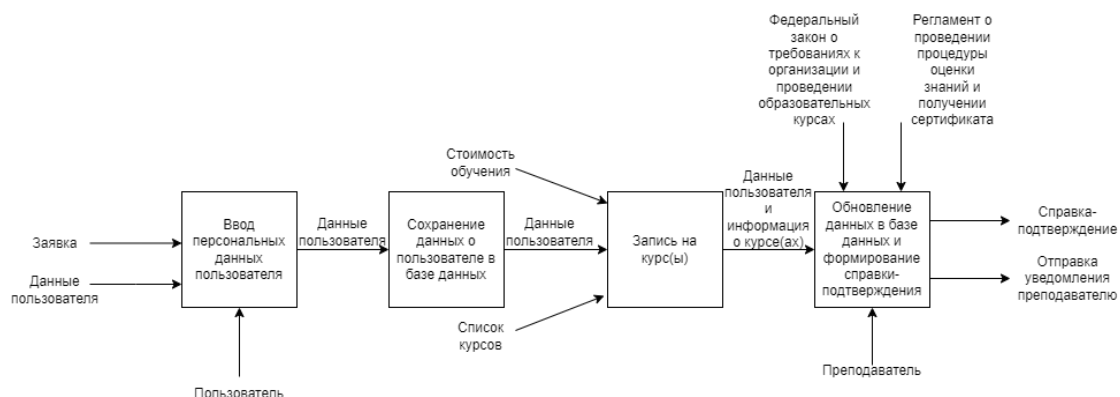 Федеральный
закон о
требованиях к
организации и
проведении
образовательных
курсах
Регламент о
проведении
процедуры
оценки
знаний и
получении
сертификата
Стоимость
обучения
Заявка
Данные
пользователя
Ввод
персональных
данных
пользователя
Данные
пользователя
Сохранение
данных о
пользователе в
базе данных
Данные
пользователя
Запись на
курс(ы)
Данные
пользователя
и
информация
о курсе(ах)
Обновление
данных в базе
данных и
формирование
справки-
подтверждения
Справка-
подтверждение
Отправка
уведомления
преподавателю
Список
курсов
Пользователь
Преподаватель